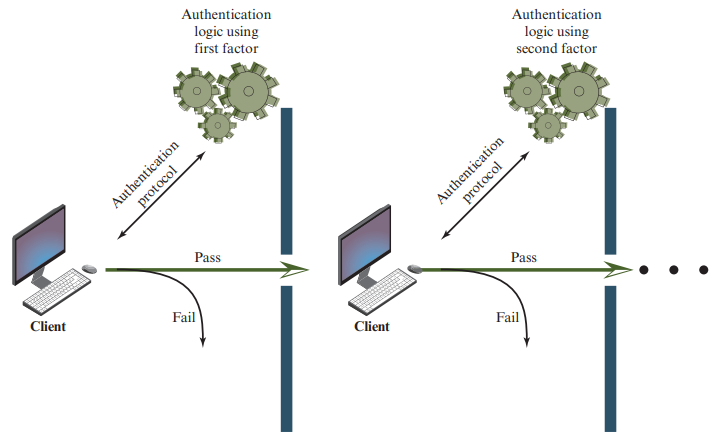 Authentication
logic using
first factor
Authentication
protocol
Pass
Fail
Client
Authentication
logic using
second factor
Authentication
protocol
Pass
Fail
Client